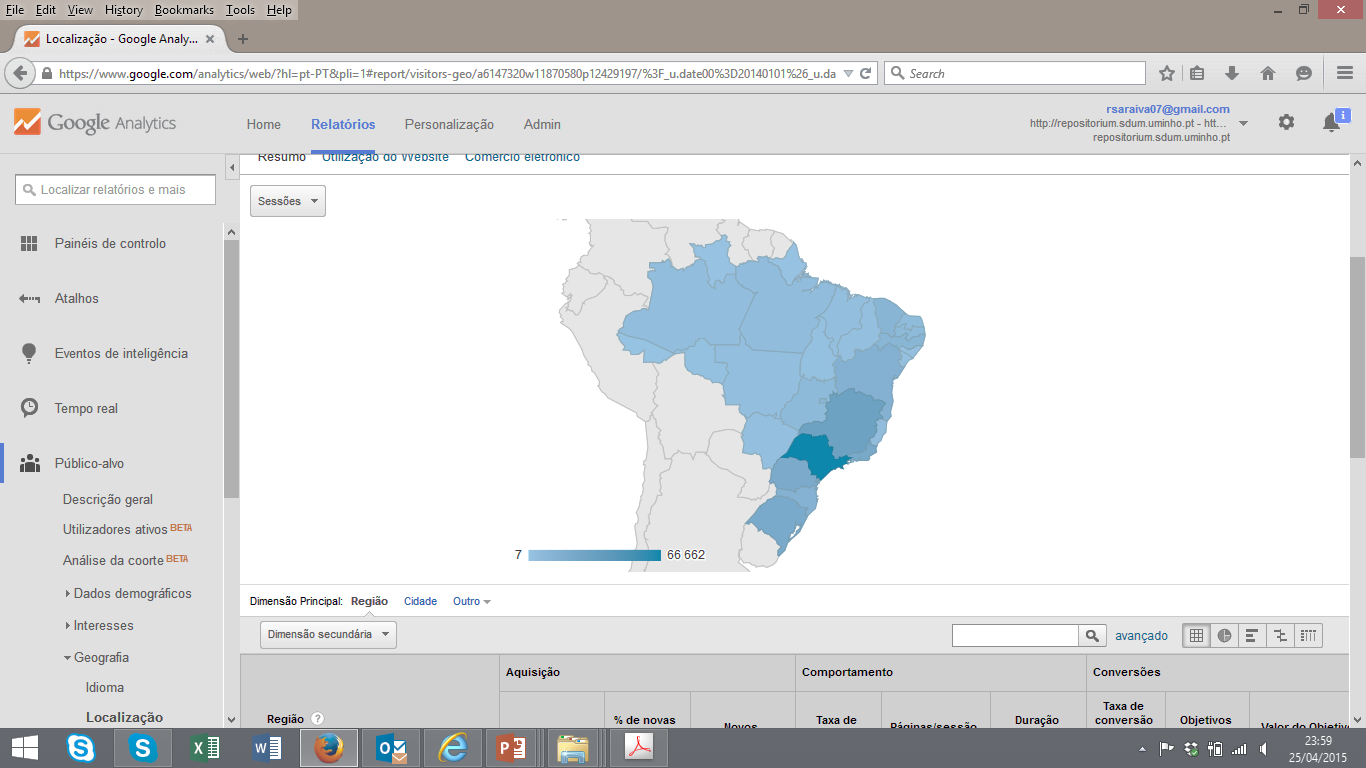 File Edit View History Bookmarks Tools Help
Localização - Google Analy...
https://www.google.com/analytics/web/?hl=pt-PT&pli=1#report/visitors-geo/a6147320w11870580p12429197/%3F_u.date00%3D20140101%26_u.da
Search
Google Analytics
Home Relatórios Personalização Admin
rsaraiva07@gmail.com
http://repositorium.sdum.uminho.pt - htt...
repositorium.sdum.uminho.pt
Resumo Utilização do Website Comércio eletrónico
Localizar relatórios e mais
Sessões
Painéis de controlo
Atalhos
Eventos de inteligência
Tempo real
Público-alvo
Descrição geral
Utilizadores ativos BETA
Análise da coorte BETA
Dados demográficos
Interesses
Geografia
Idioma
Localização
7 66 662
Dimensão Principal: Região Cidade Outro
Dimensão secundária
avançado
Aquisição Comportamento Conversões
Região
% de novas
Novos
Taxa de
Páginas/sessão
Duração
Taxa de
conversão
Objetivos
Valor do Objetivo
23:59
25/04/2015